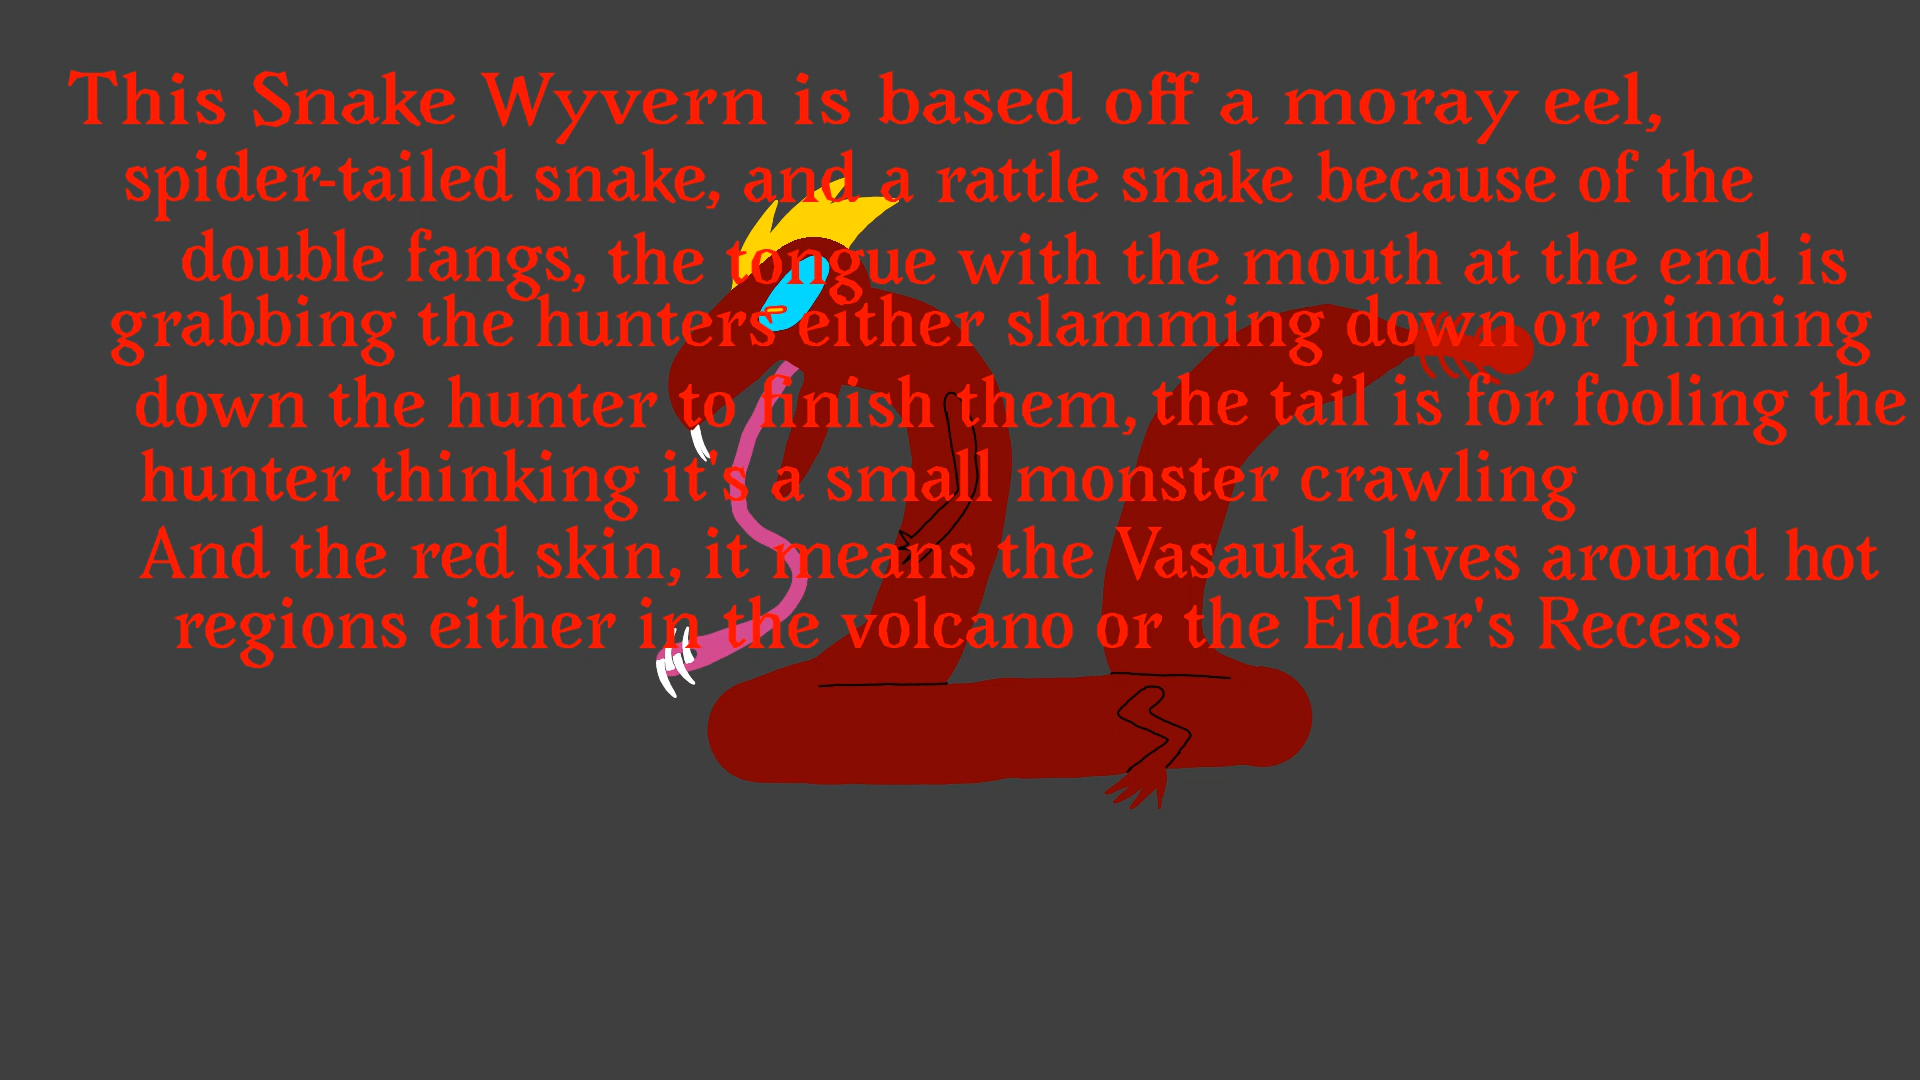 This Snake Wyvern is based off a moray eel,
spider-tailed snake, and a rattle snake because of the
double fangs, the tongue with the mouth at the end is
grabbing the hunters either slamming down or pinning
down the hunter to finish them, the tail is for fooling the
hunter thinking it's a small monster crawling
And the red skin, it means the Vasauka lives around hot
regions either in the volcano or the Elder's Recess